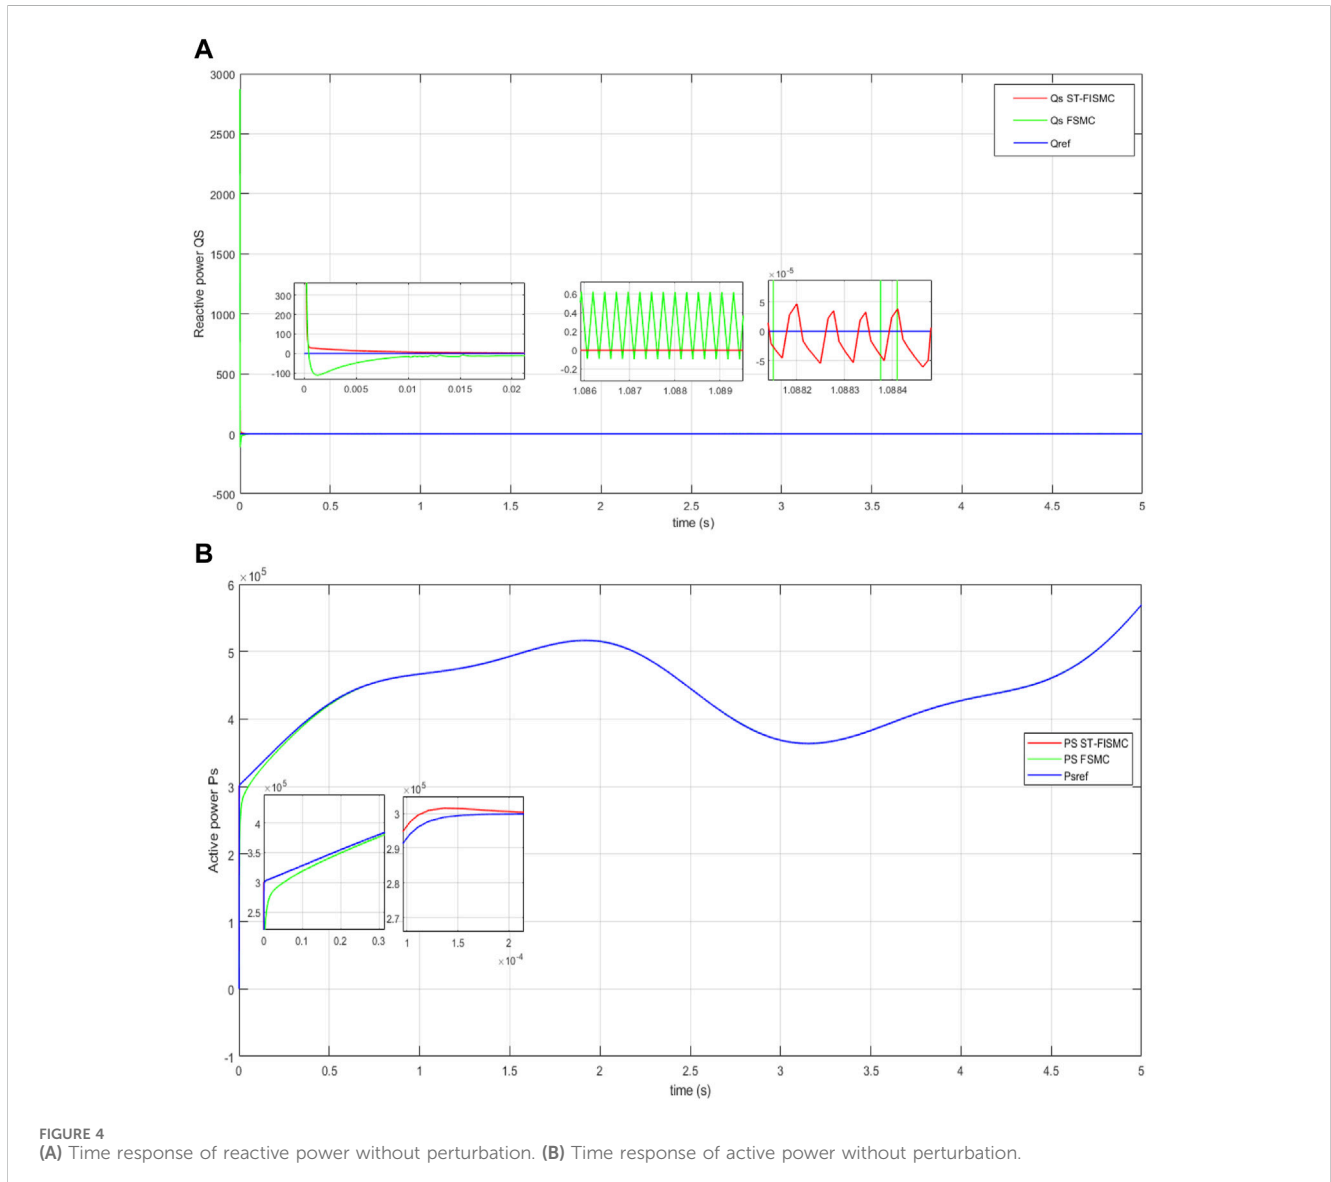 A
3000
2500
2000
1500
1000
500
0
-500
Reactive power QS
Qs ST-FISMC
Qs FSMC
Qref
300
200
100
0
-100
0 0.005 0.01 0.015 0.02
0.6
0.4
0.2
0
-0.2
1.086 1.087 1.088 1.089
×10-5
5
0
-5
1.0882 1.0883 1.0884
0 0.5 1 1.5 2 2.5 3 3.5 4 4.5 5
time (s)
B
×10^5
6
5
4
3
2
1
0
-1
Active power Ps
PS ST-FISMC
PS FSMC
Psref
×10^5
4
3.5
3
2.5
0 0.1 0.2 0.3
×10^5
3
2.9
2.8
2.7
1 1.5 2
×10-4
0 0.5 1 1.5 2 2.5 3 3.5 4 4.5 5
time (s)
FIGURE 4
(A) Time response of reactive power without perturbation. (B) Time response of active power without perturbation.